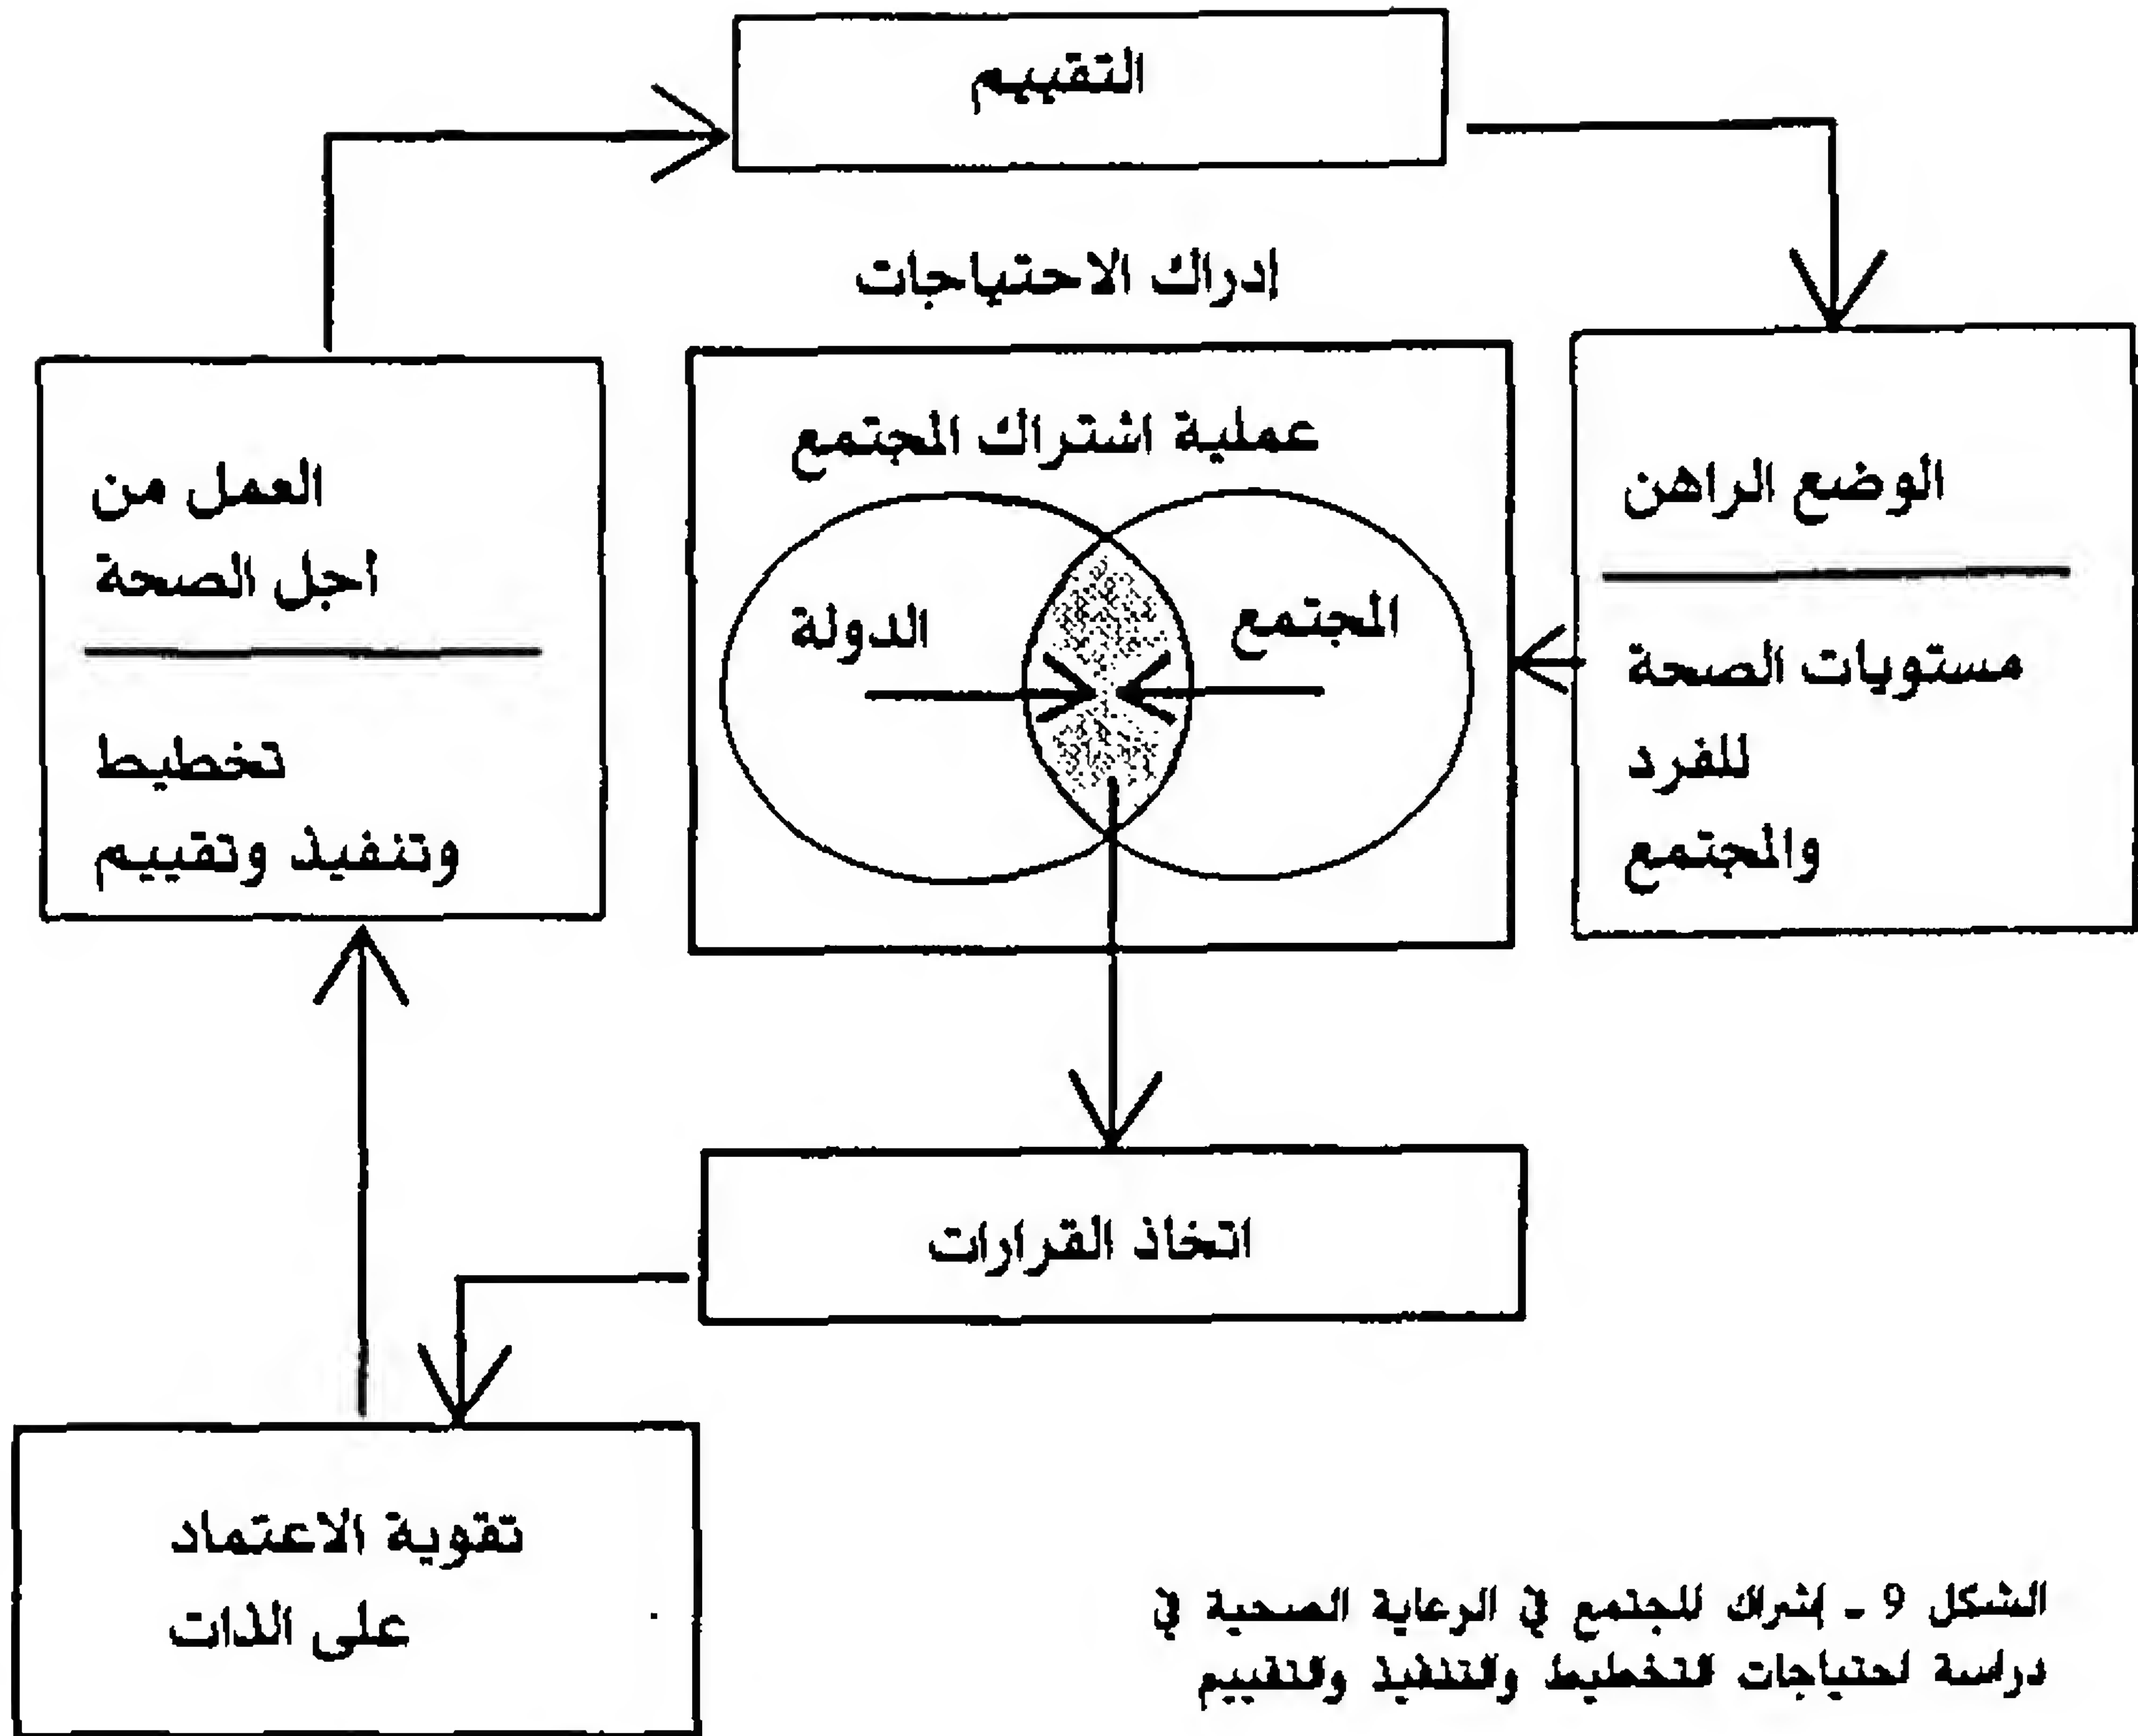 التقييم
إدراك الاحتياجات
الوضع الراهن
مستويات الصحة
للفرد
والمجتمع
عملية اشتراك المجتمع
المجتمع
الدولة
العمل من
اجل الصحة
تخطيط
وتنفيذ وتقييم
اتخاذ القرارات
تقوية الاعتماد
على الذات
الشكل 9 ـ إشراك المجتمع في الرعاية الصحية في
دراسة احتياجات التخطيط والتنفيذ والتقييم